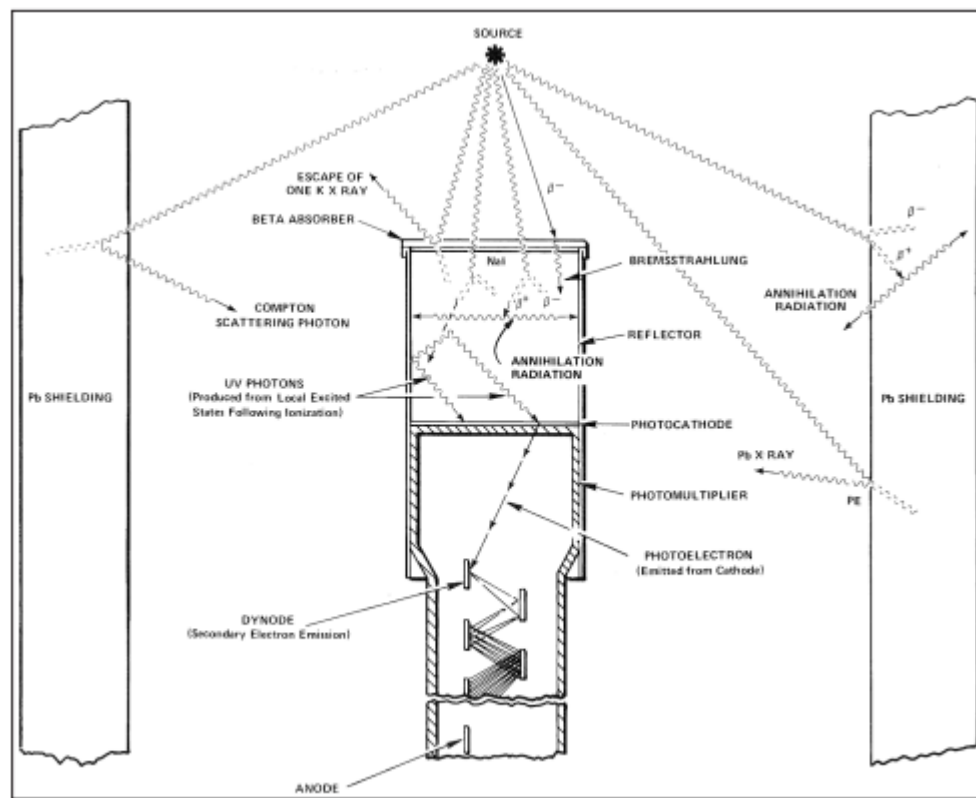 SOURCE
ESCAPE OF
ONE K X RAY
BETA ABSORBER
β−
NaI
BREMSSTRAHLUNG
β−
β+
ANNIHILATION
RADIATION
COMPTON
SCATTERING PHOTON
β+
β−
REFLECTOR
ANNIHILATION
RADIATION
UV PHOTONS
(Produced from Local Excited
States Following Ionization)
Pb SHIELDING
Pb SHIELDING
PHOTOCATHODE
Pb X RAY
PE
PHOTOMULTIPLIER
PHOTOELECTRON
(Emitted from Cathode)
DYNODE
(Secondary Electron Emission)
ANODE